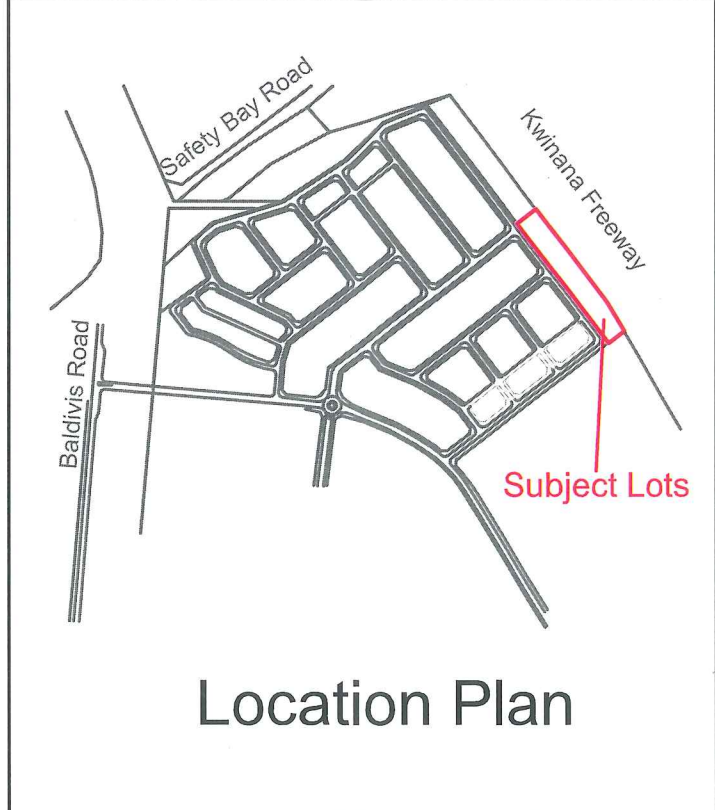 Safety Bay Road
Kwinana Freeway
Baldivis Road
Subject Lots
Location Plan